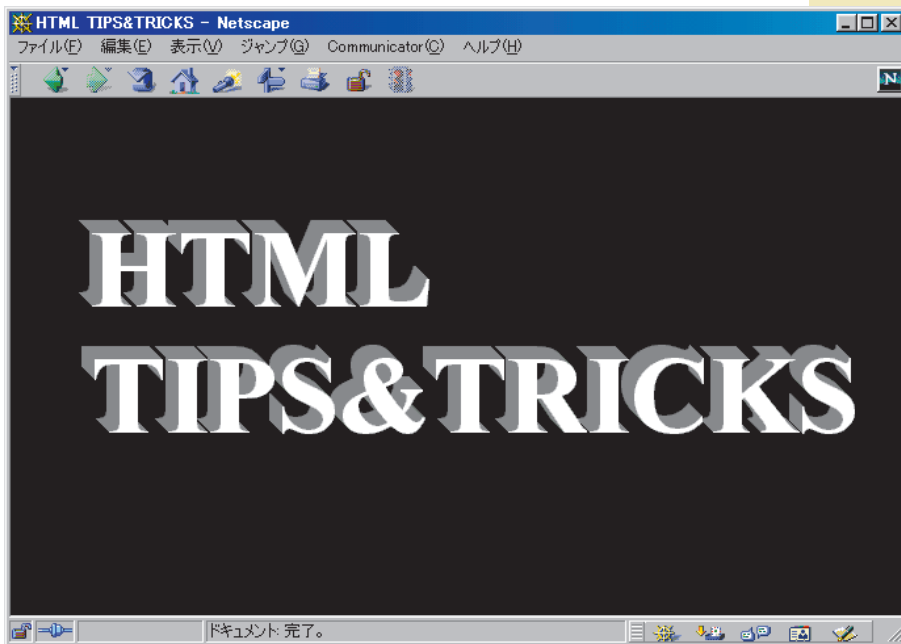 HTML TIPS&TRICKS - Netscape
ファイル(F) 編集(E) 表示(V) ジャンプ(G) Communicator(C) ヘルプ(H)
N
HTML
TIPS&TRICKS
ドキュメント: 完了。